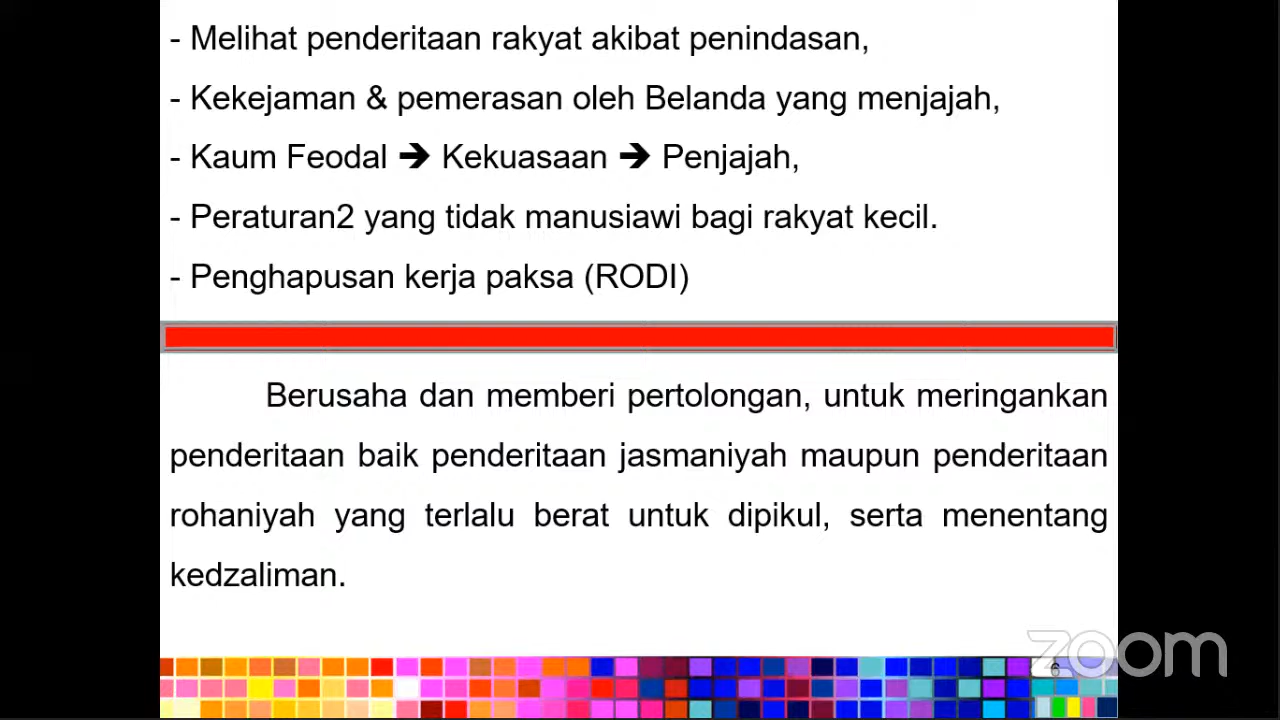 - Melihat penderitaan rakyat akibat penindasan,
- Kekejaman & pemerasan oleh Belanda yang menjajah,
- Kaum Feodal ➔ Kekuasaan ➔ Penjajah,
- Peraturan2 yang tidak manusiawi bagi rakyat kecil.
- Penghapusan kerja paksa (RODI)
Berusaha dan memberi pertolongan, untuk meringankan
penderitaan baik penderitaan jasmaniyah maupun penderitaan
rohaniyah yang terlalu berat untuk dipikul, serta menentang
kedzaliman.
zoom
6